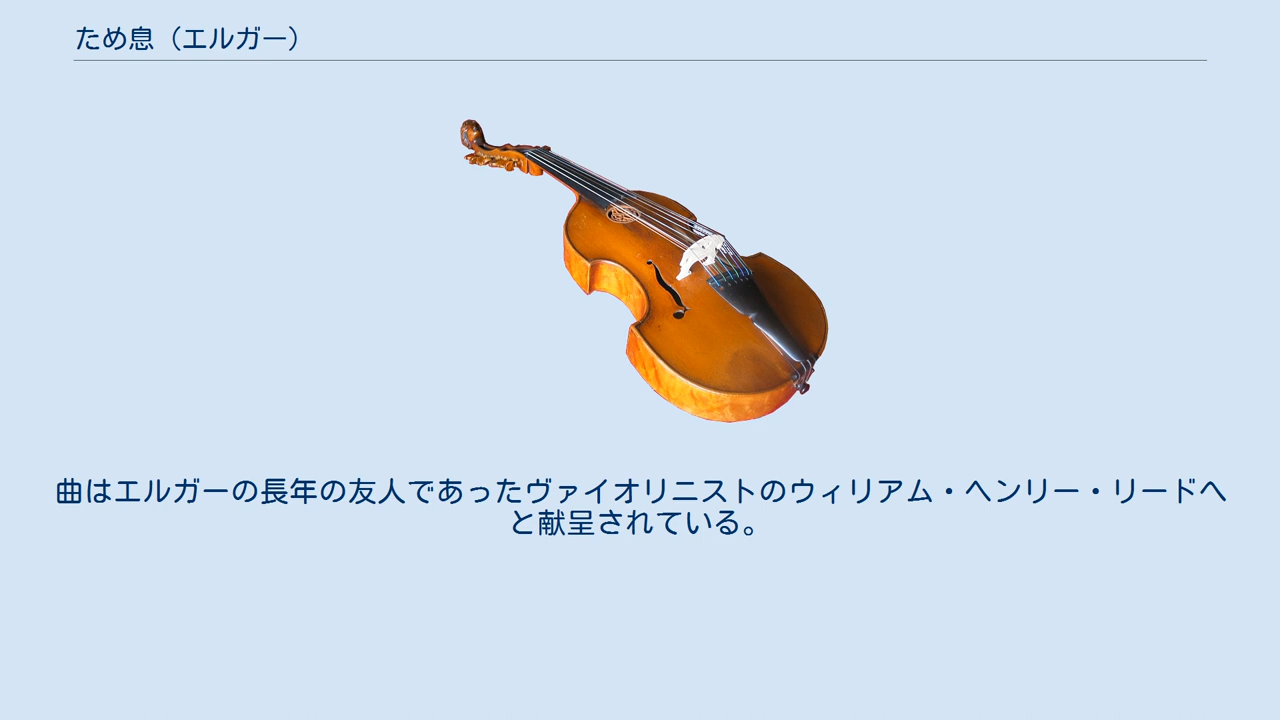 ため息（エルガー）
曲はエルガーの長年の友人であったヴァイオリニストのウィリアム・ヘンリー・リードへ
と献呈されている。